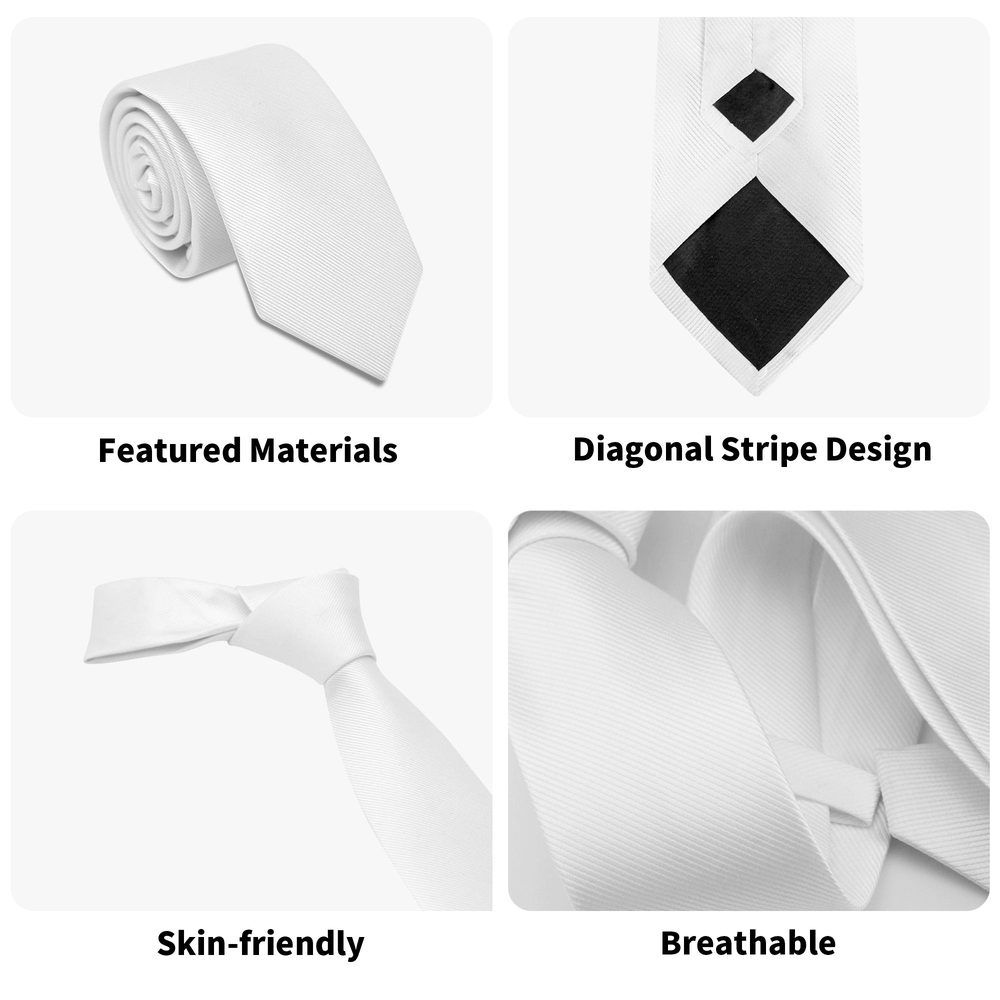 Featured Materials
Diagonal Stripe Design
Skin-friendly
Breathable